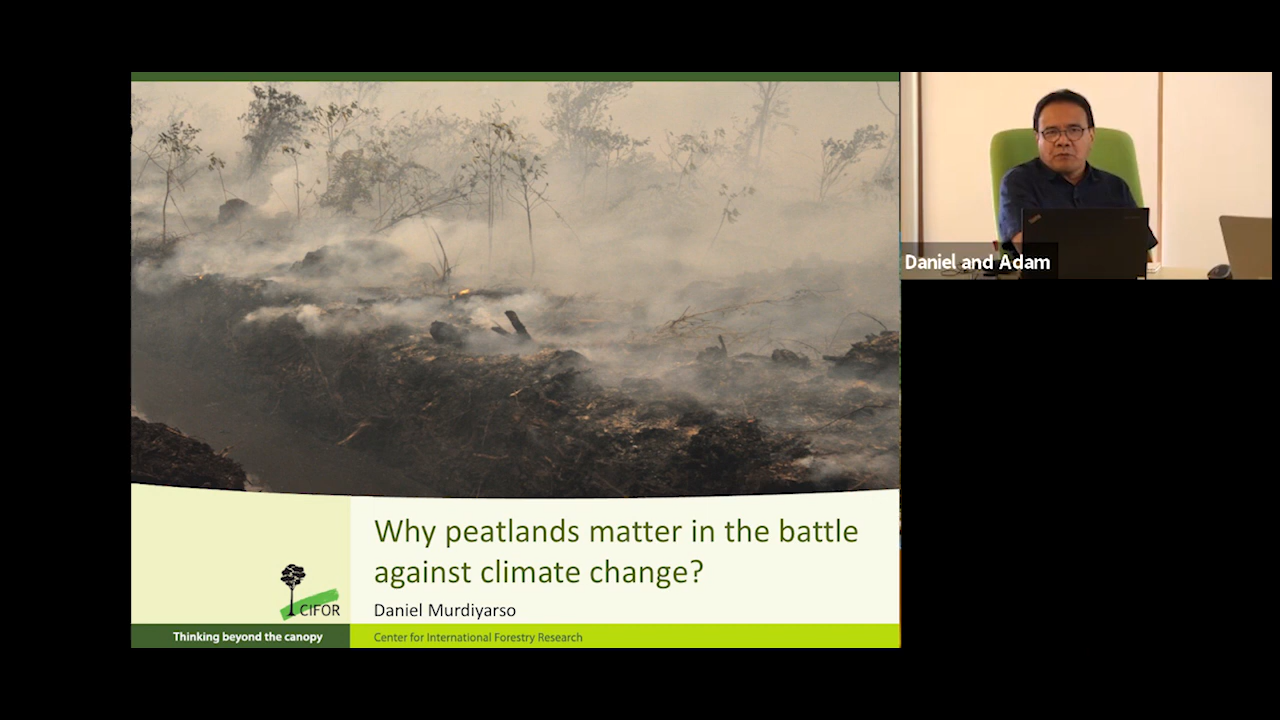 Daniel and Adam
Why peatlands matter in the battle
against climate change?
CIFOR
Daniel Murdiyarso
Thinking beyond the canopy
Center for International Forestry Research